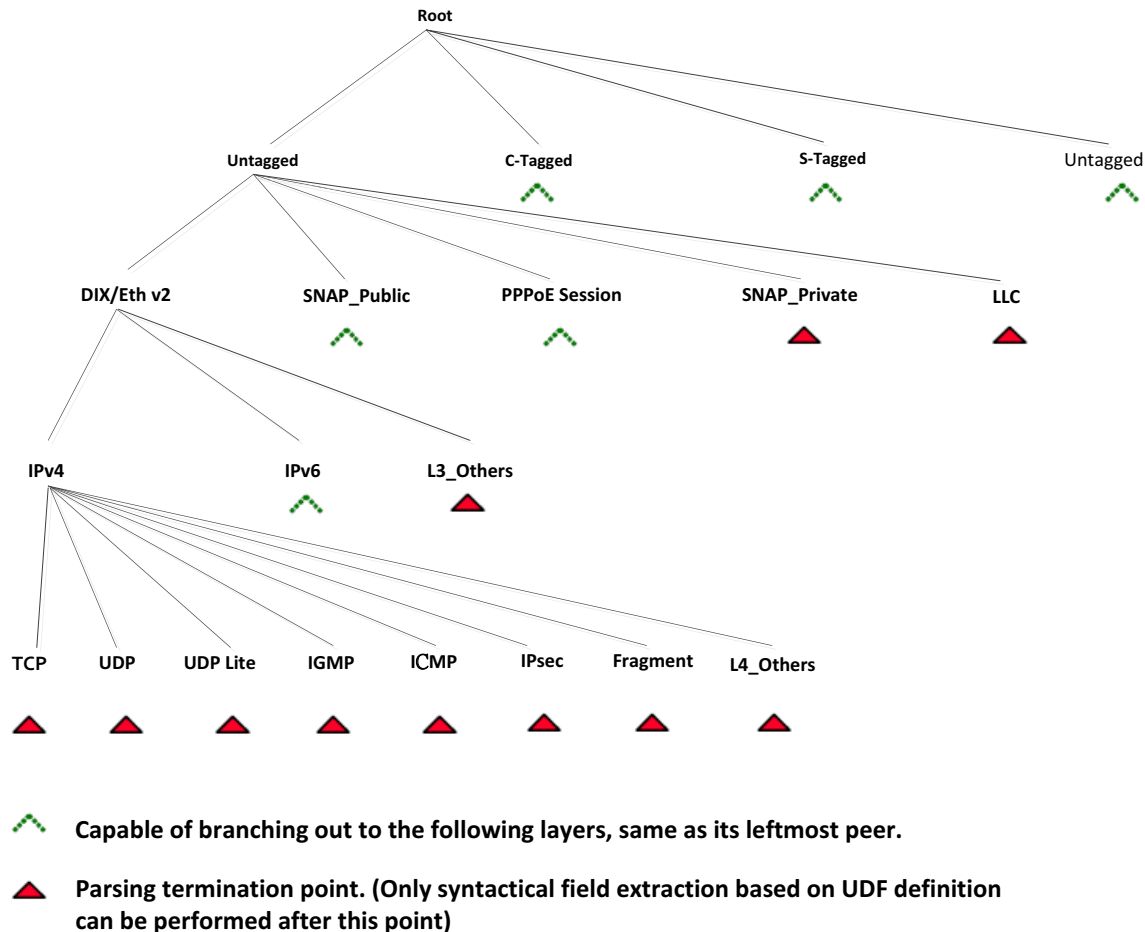 Root
Untagged C-Tagged S-Tagged Untagged
DIX/Eth v2 SNAP_Public PPPoE Session SNAP_Private LLC
IPv4 IPv6 L3_Others
TCP UDP UDP Lite IGMP ICMP IPsec Fragment L4_Others
Capable of branching out to the following layers, same as its leftmost peer.
Parsing termination point. (Only syntactical field extraction based on UDF definition
can be performed after this point)